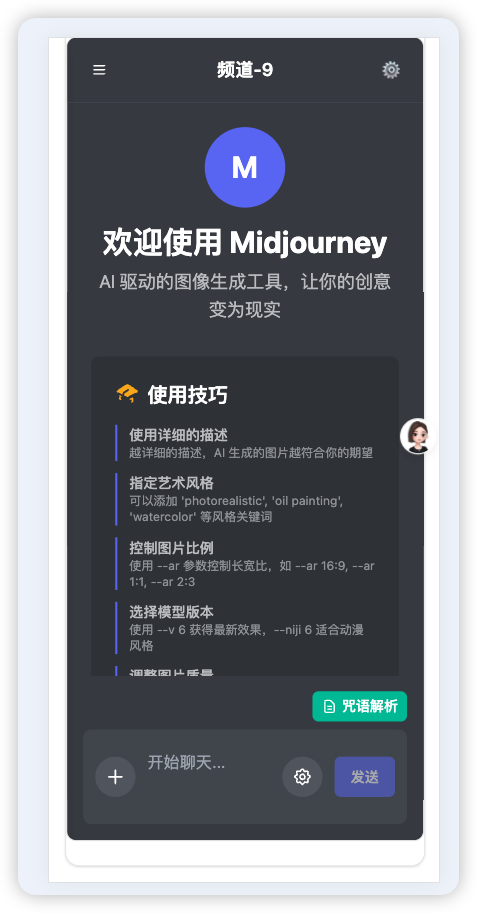 频道-9
M
欢迎使用 Midjourney
AI 驱动的图像生成工具，让你的创意
变为现实
使用技巧
使用详细的描述
越详细的描述，AI 生成的图片越符合你的期望
指定艺术风格
可以添加 'photorealistic', 'oil painting',
'watercolor' 等风格关键词
控制图片比例
使用 --ar 参数控制长宽比，如 --ar 16:9, --ar
1:1, --ar 2:3
选择模型版本
使用 --v 6 获得最新效果，--niji 6 适合动漫
风格
调整图片质量
咒语解析
开始聊天...
发送